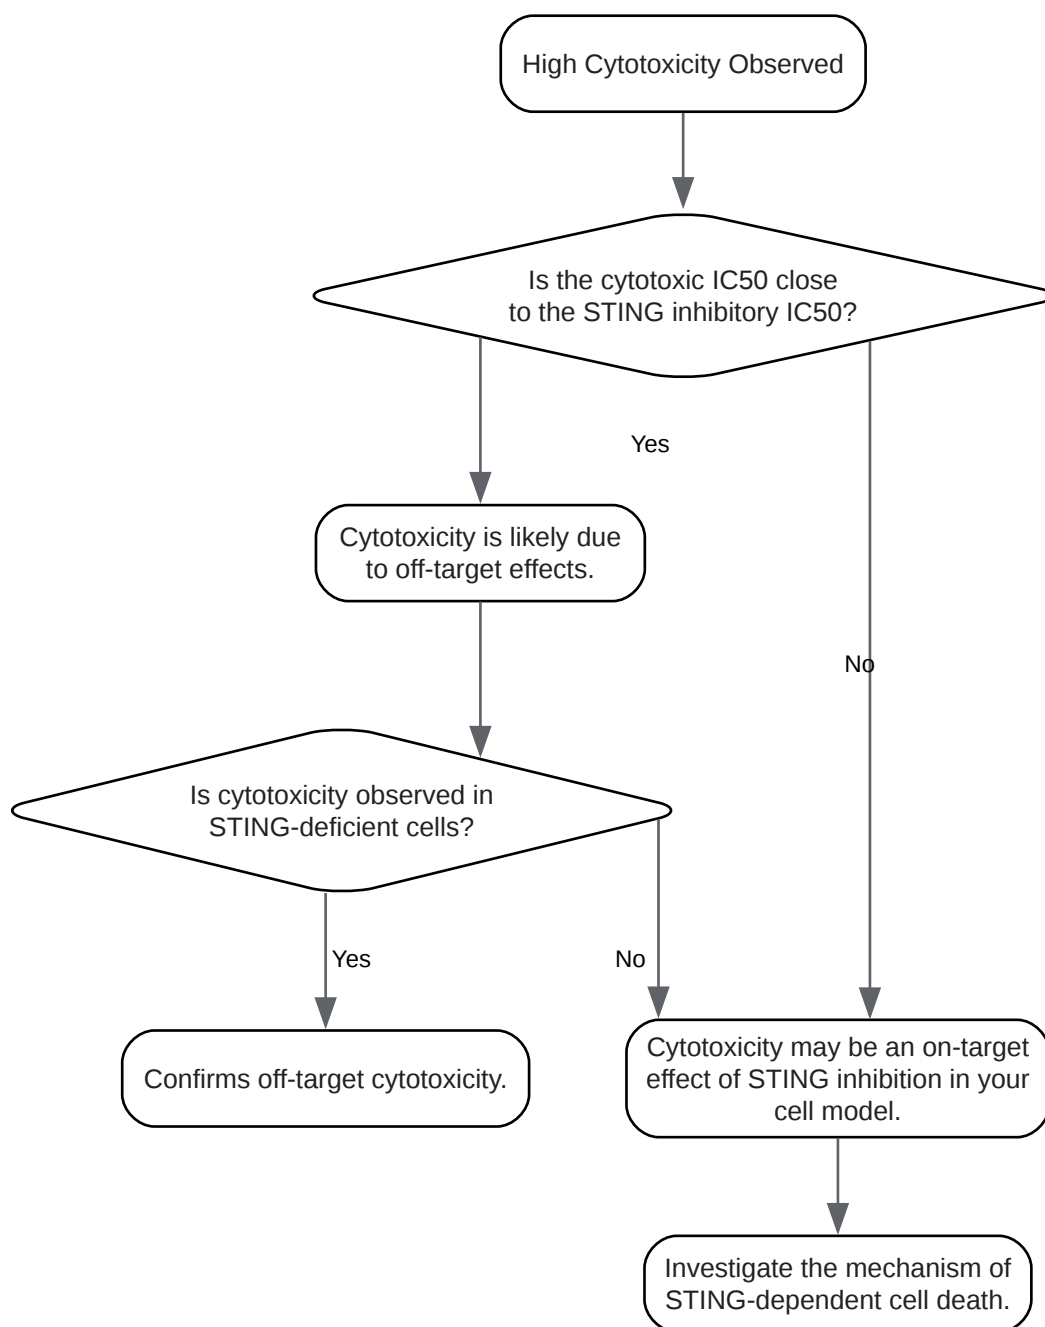 High Cytotoxicity Observed
Is the cytotoxic IC50 close
to the STING inhibitory IC50?
Yes
Cytotoxicity is likely due
to off-target effects.
No
Is cytotoxicity observed in
STING-deficient cells?
Yes
No
Confirms off-target cytotoxicity.
Cytotoxicity may be an on-target
effect of STING inhibition in your
cell model.
Investigate the mechanism of
STING-dependent cell death.